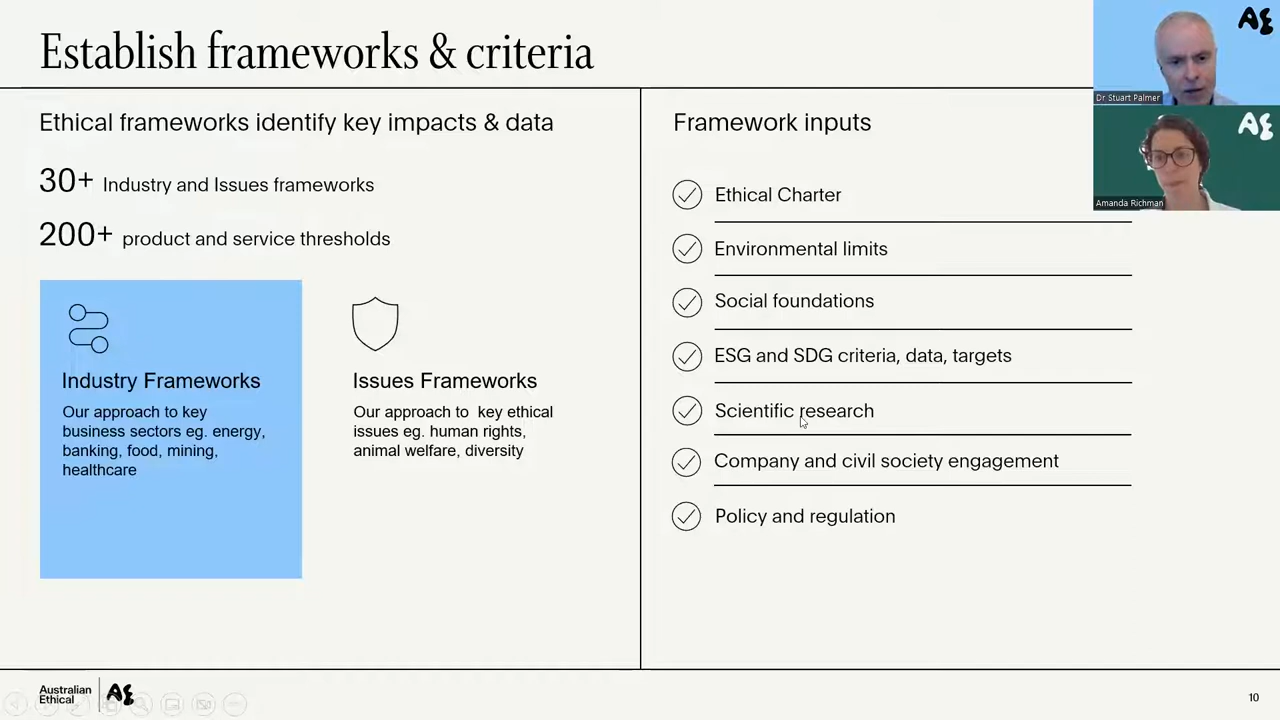 Establish frameworks & criteria
Ethical frameworks identify key impacts & data
30+ Industry and Issues frameworks
200+ product and service thresholds
Industry Frameworks
Our approach to key
business sectors eg. energy,
banking, food, mining,
healthcare
Issues Frameworks
Our approach to key ethical
issues eg. human rights,
animal welfare, diversity
Framework inputs
Ethical Charter
Environmental limits
Social foundations
ESG and SDG criteria, data, targets
Scientific research
Company and civil society engagement
Policy and regulation
AE
Dr Stuart Palmer
AE
Amanda Richman
Australian
Ethical
AE
10